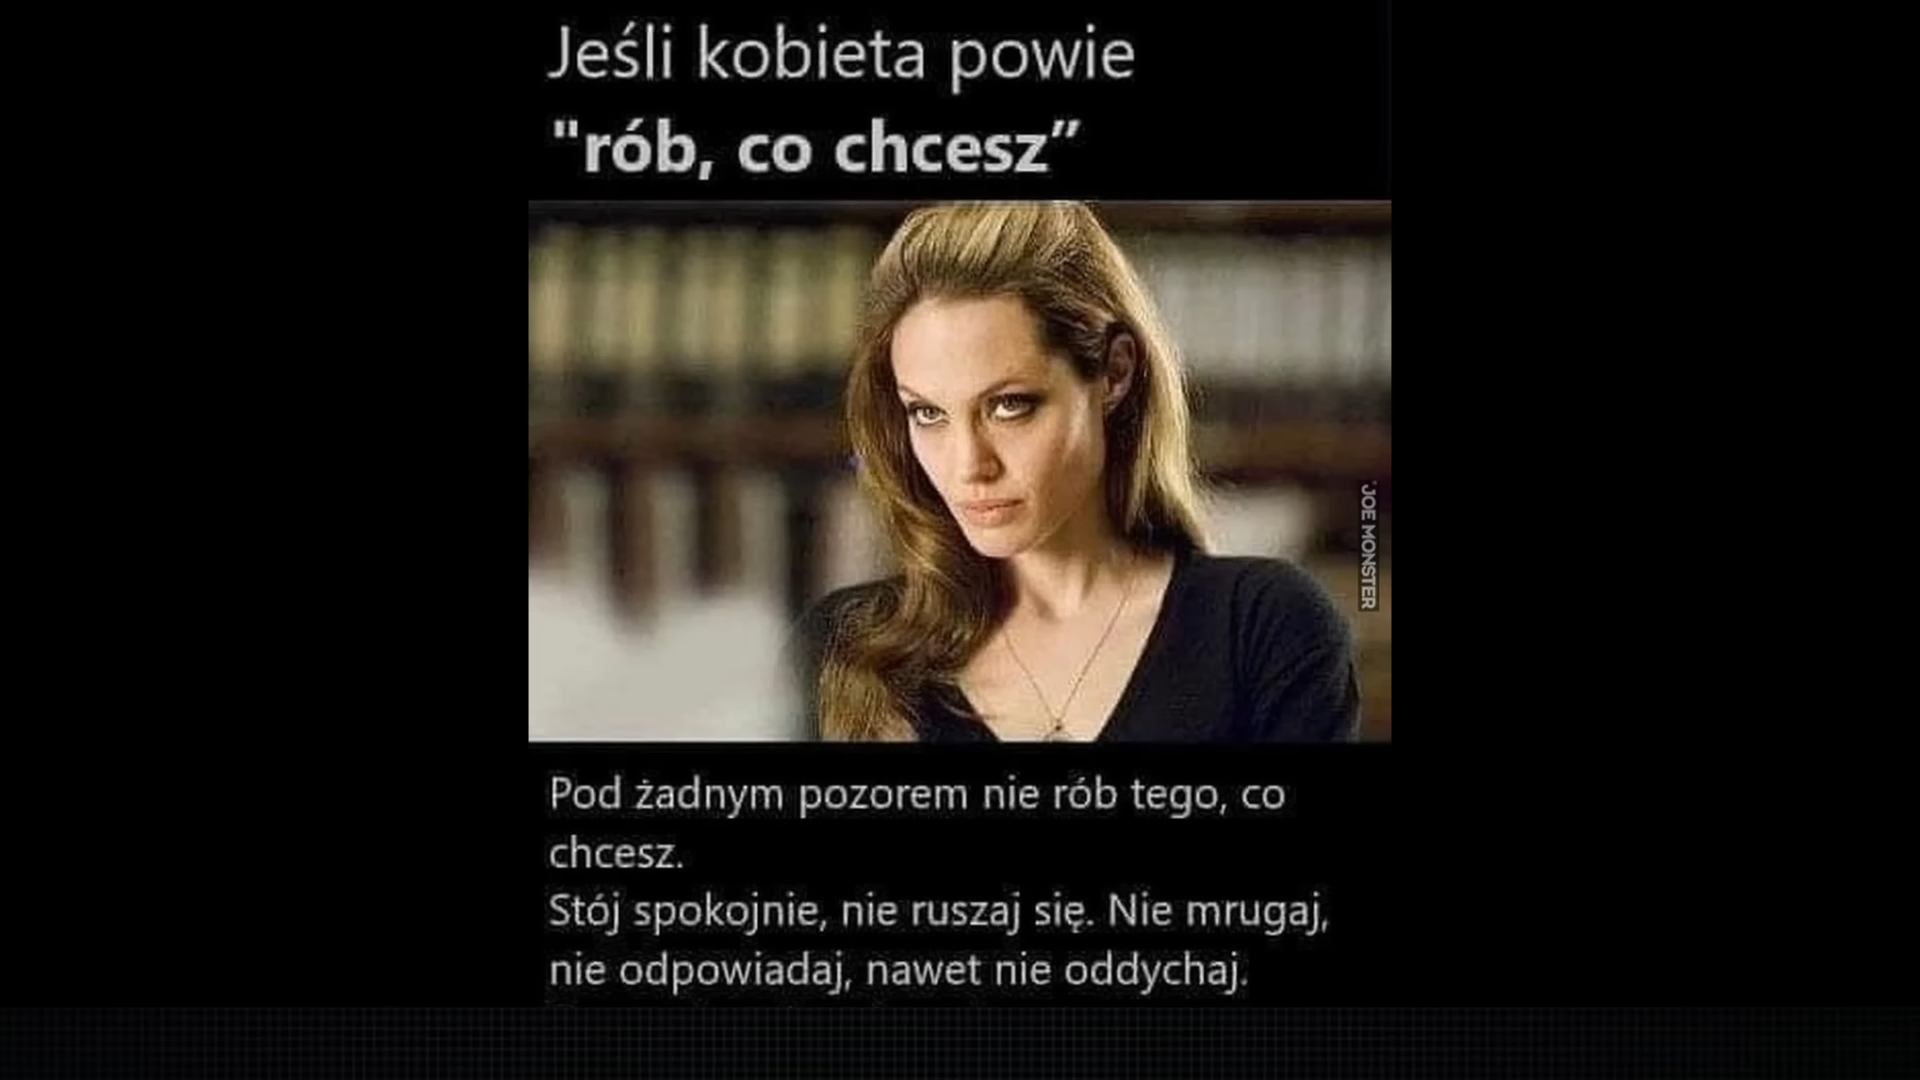 Jeśli kobieta powie
"rób, co chcesz”
JOE MONSTER
Pod żadnym pozorem nie rób tego, co
chcesz.
Stój spokojnie, nie ruszaj się. Nie mrugaj,
nie odpowiadaj, nawet nie oddychaj.